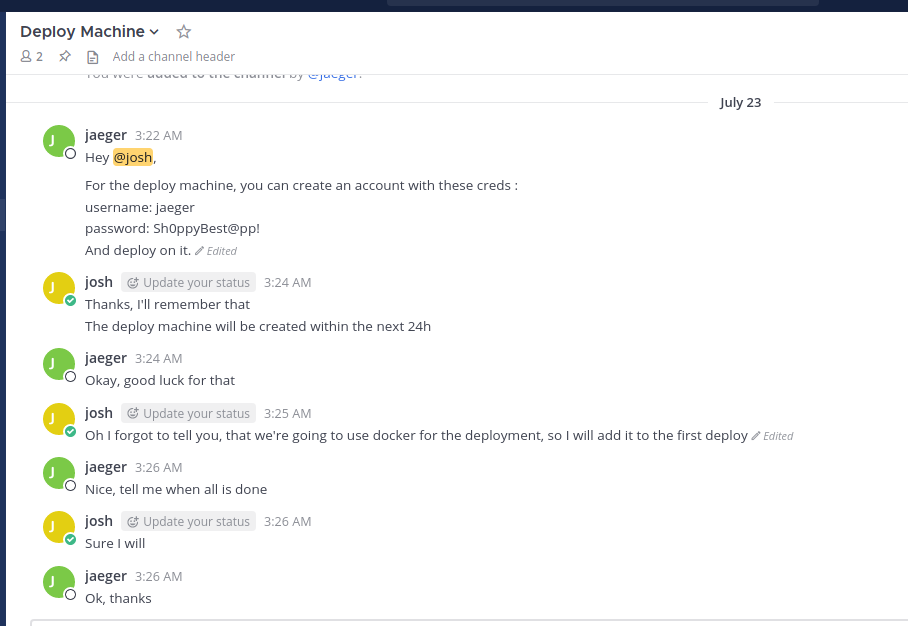 Deploy Machine
2 Add a channel header
You were added to the channel by @jaeger.
July 23
J
jaeger 3:22 AM
Hey @josh,
For the deploy machine, you can create an account with these creds :
username: jaeger
password: Sh0ppyBest@pp!
And deploy on it. Edited
J
josh Update your status 3:24 AM
Thanks, I'll remember that
The deploy machine will be created within the next 24h
J
jaeger 3:24 AM
Okay, good luck for that
J
josh Update your status 3:25 AM
Oh I forgot to tell you, that we're going to use docker for the deployment, so I will add it to the first deploy Edited
J
jaeger 3:26 AM
Nice, tell me when all is done
J
josh Update your status 3:26 AM
Sure I will
J
jaeger 3:26 AM
Ok, thanks